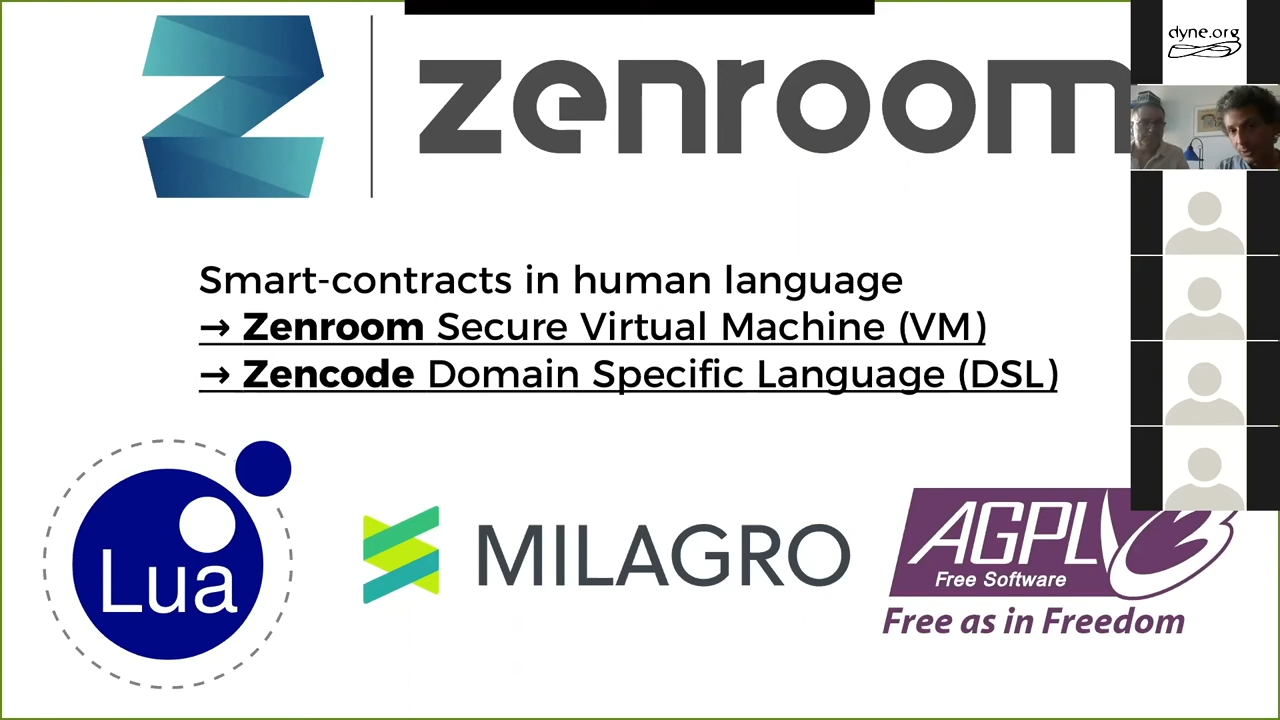 zenroom
dyne.org
Smart-contracts in human language
→ Zenroom Secure Virtual Machine (VM)
→ Zencode Domain Specific Language (DSL)
Lua
MILAGRO
AGPLV3
Free Software
Free as in Freedom